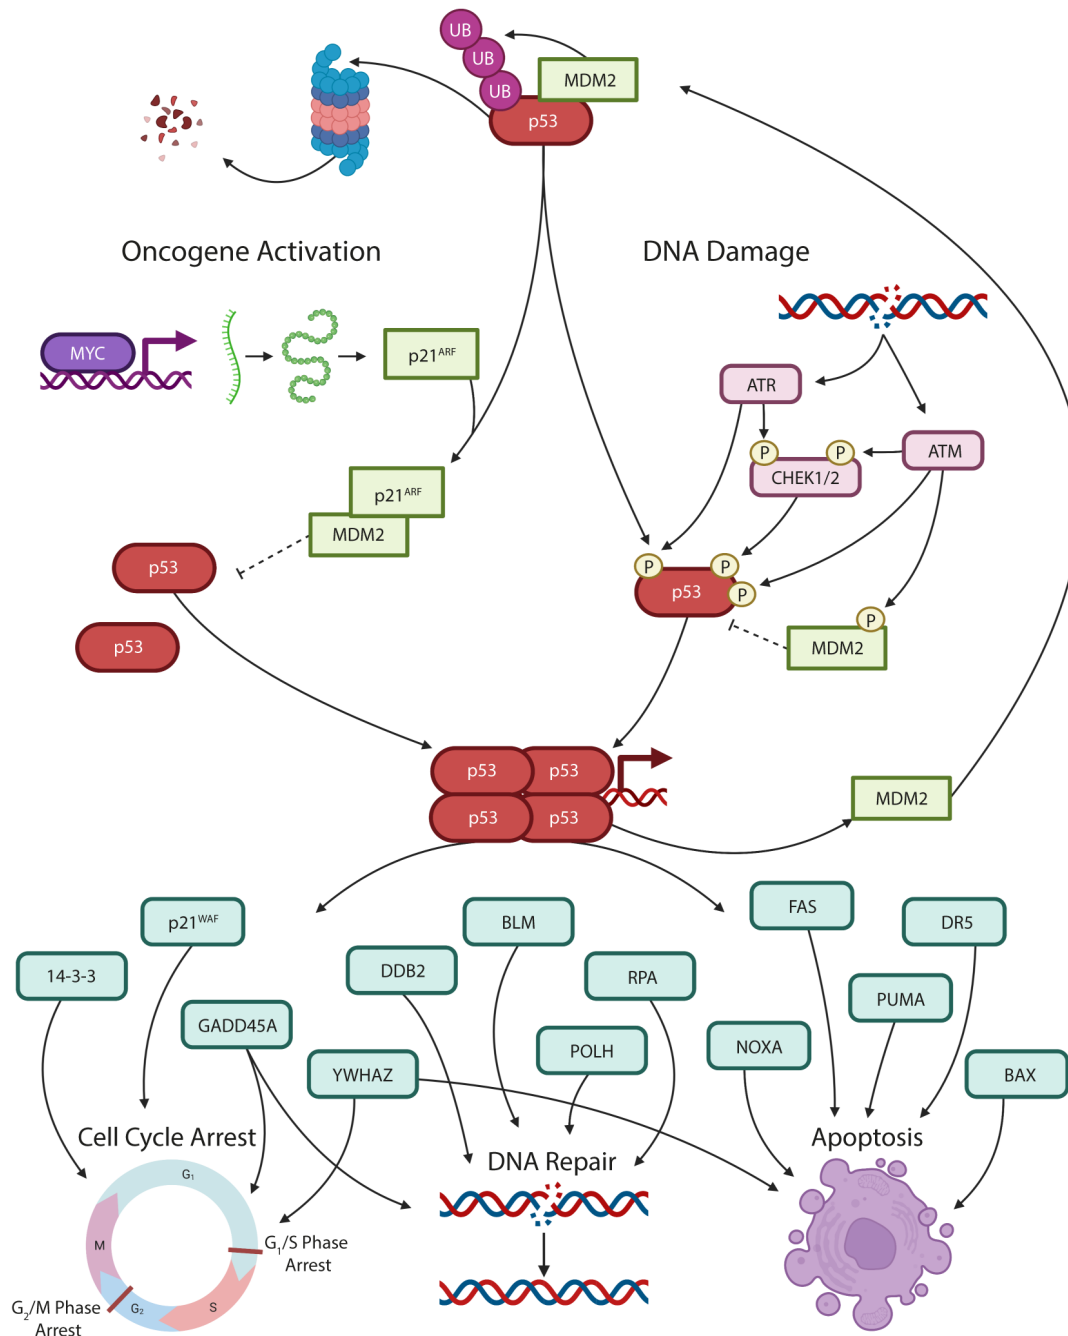 UB
UB
UB
MDM2
p53
Oncogene Activation
DNA Damage
MYC
p21ARF
ATR
ATM
P
P
CHEK1/2
p21ARF
MDM2
p53
p53
P
P
P
p53
P
MDM2
p53
p53
p53
p53
MDM2
p21WAF
14-3-3
GADD45A
YWHAZ
DDB2
BLM
RPA
POLH
FAS
DR5
PUMA
NOXA
BAX
Cell Cycle Arrest
DNA Repair
Apoptosis
G1
M
S
G2
G1/S Phase
Arrest
G2/M Phase
Arrest